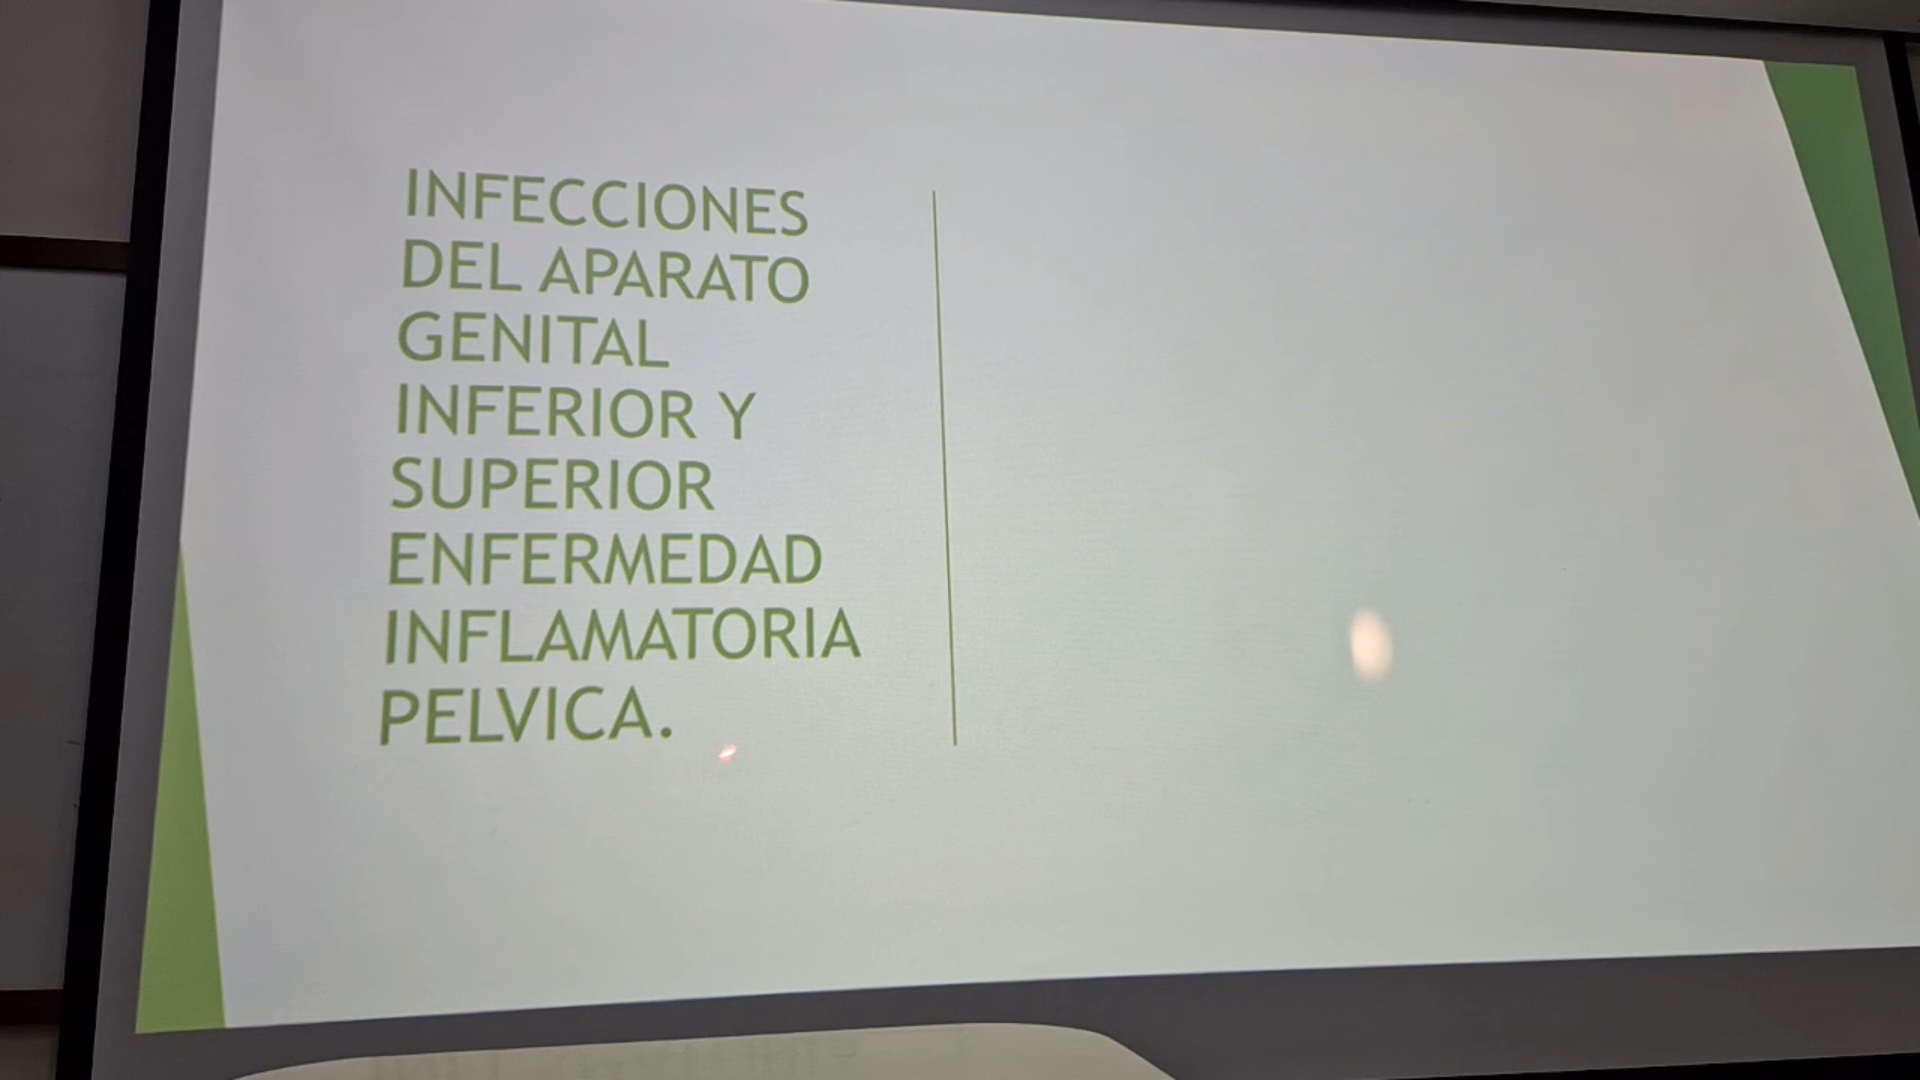 INFECCIONES
DEL APARATO
GENITAL
INFERIOR Y
SUPERIOR
ENFERMEDAD
INFLAMATORIA
PELVICA.